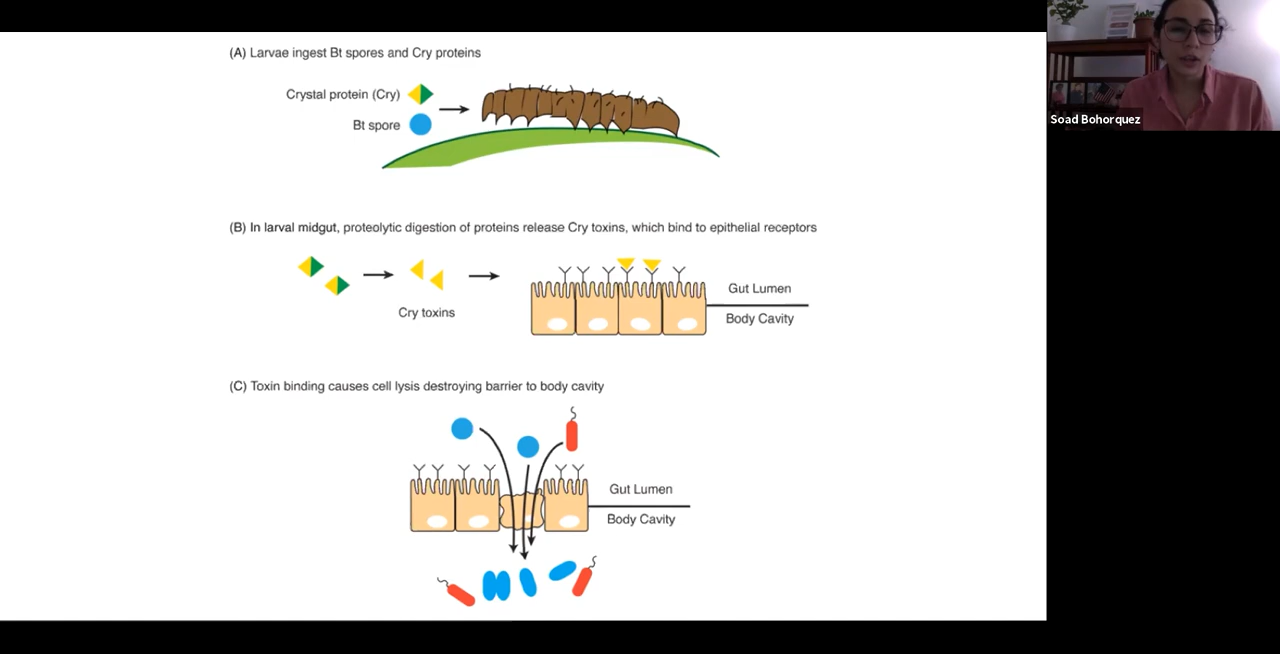 (A) Larvae ingest Bt spores and Cry proteins
Crystal protein (Cry)
Bt spore
Soad Bohorquez
(B) In larval midgut, proteolytic digestion of proteins release Cry toxins, which bind to epithelial receptors
Cry toxins
Gut Lumen
Body Cavity
(C) Toxin binding causes cell lysis destroying barrier to body cavity
Gut Lumen
Body Cavity